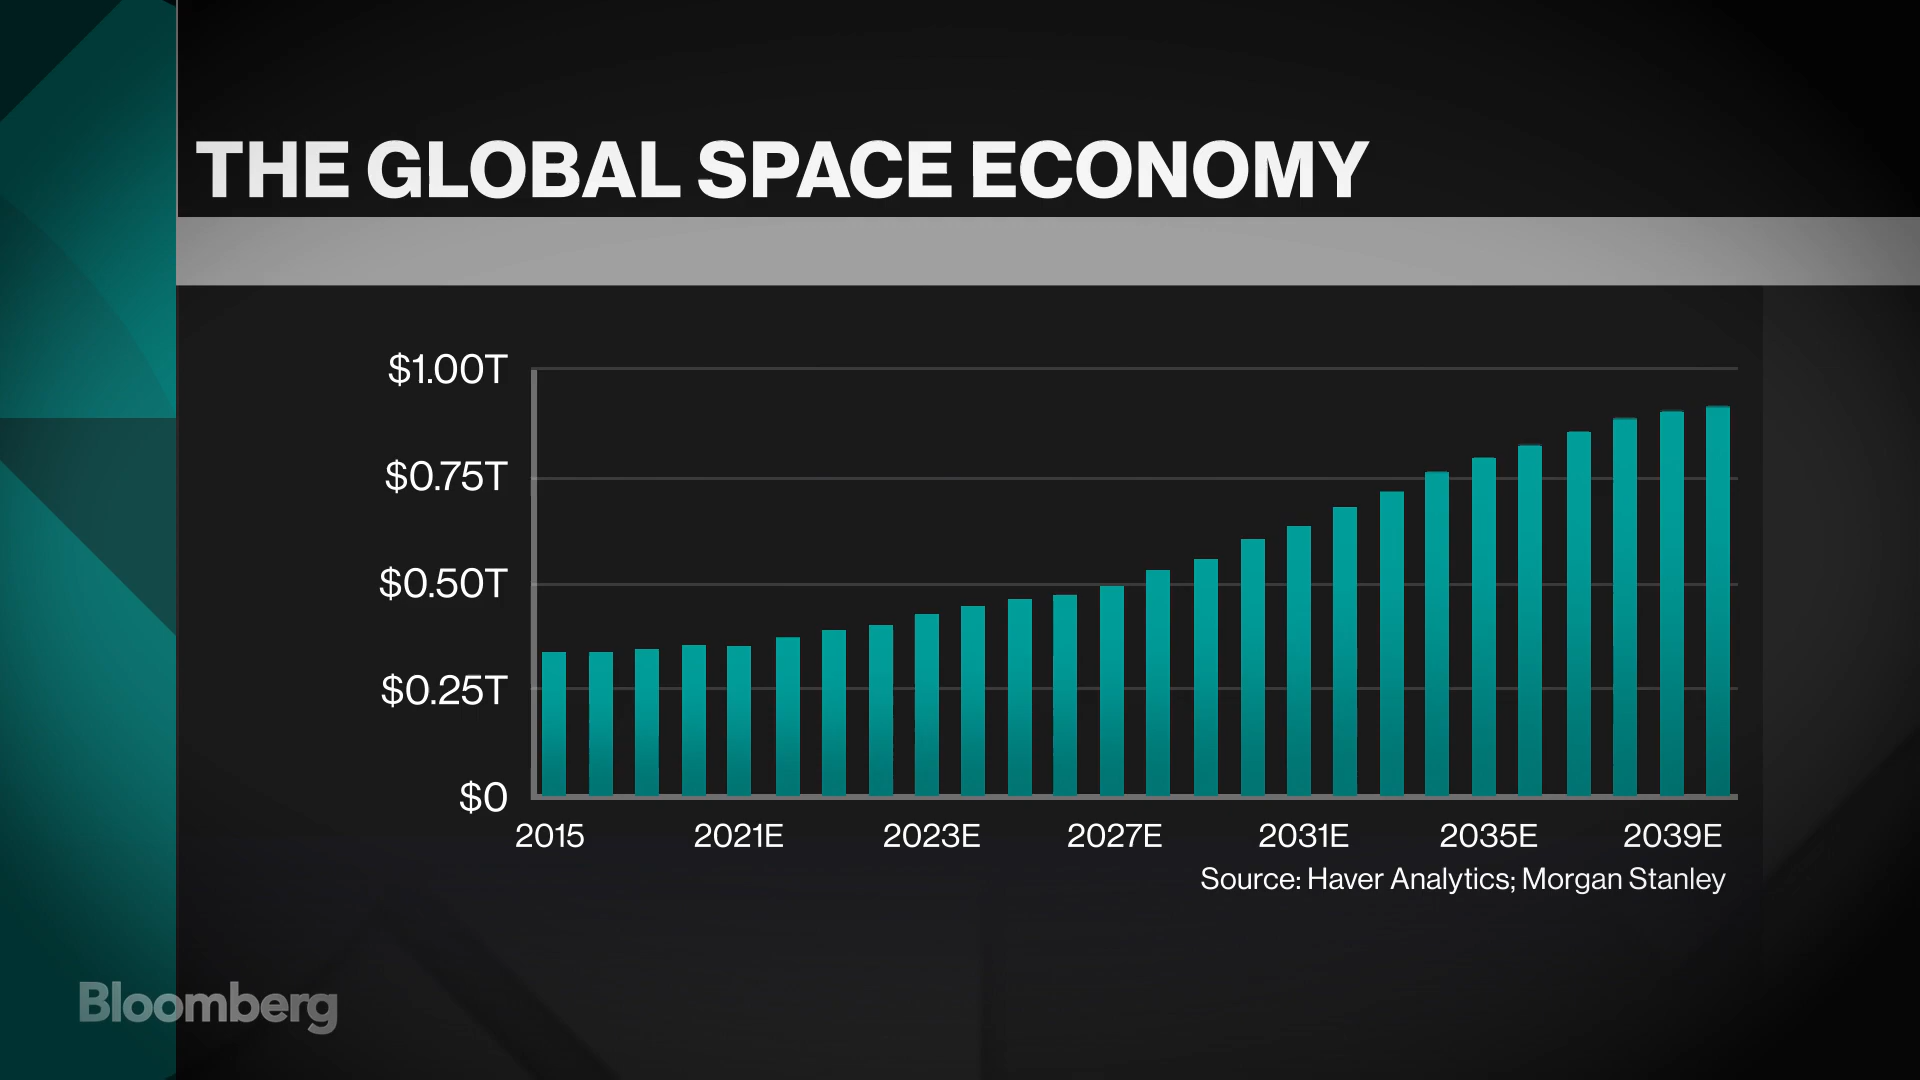 THE GLOBAL SPACE ECONOMY
$1.00T
$0.75T
$0.50T
$0.25T
$0
2015 2021E 2023E 2027E 2031E 2035E 2039E
Source: Haver Analytics; Morgan Stanley
Bloomberg